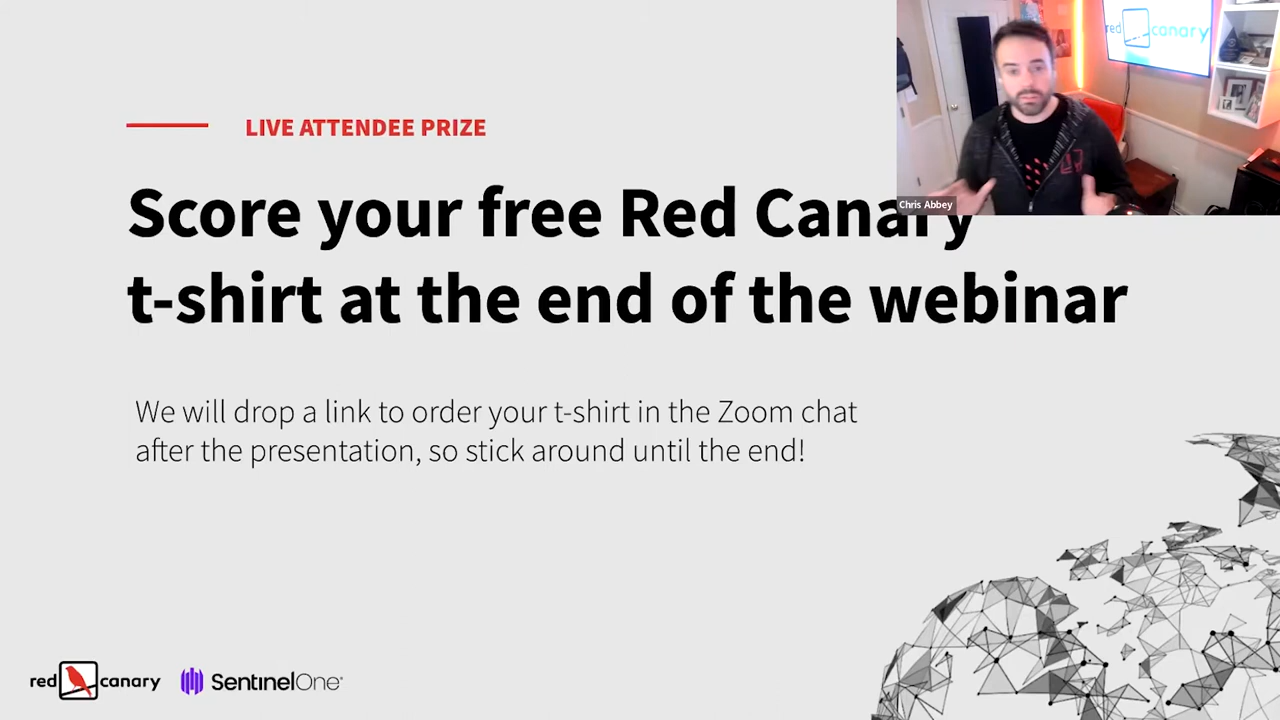 LIVE ATTENDEE PRIZE
Score your free Red Canary
t-shirt at the end of the webinar
We will drop a link to order your t-shirt in the Zoom chat
after the presentation, so stick around until the end!
red canary
Chris Abbey
red canary
SentinelOne